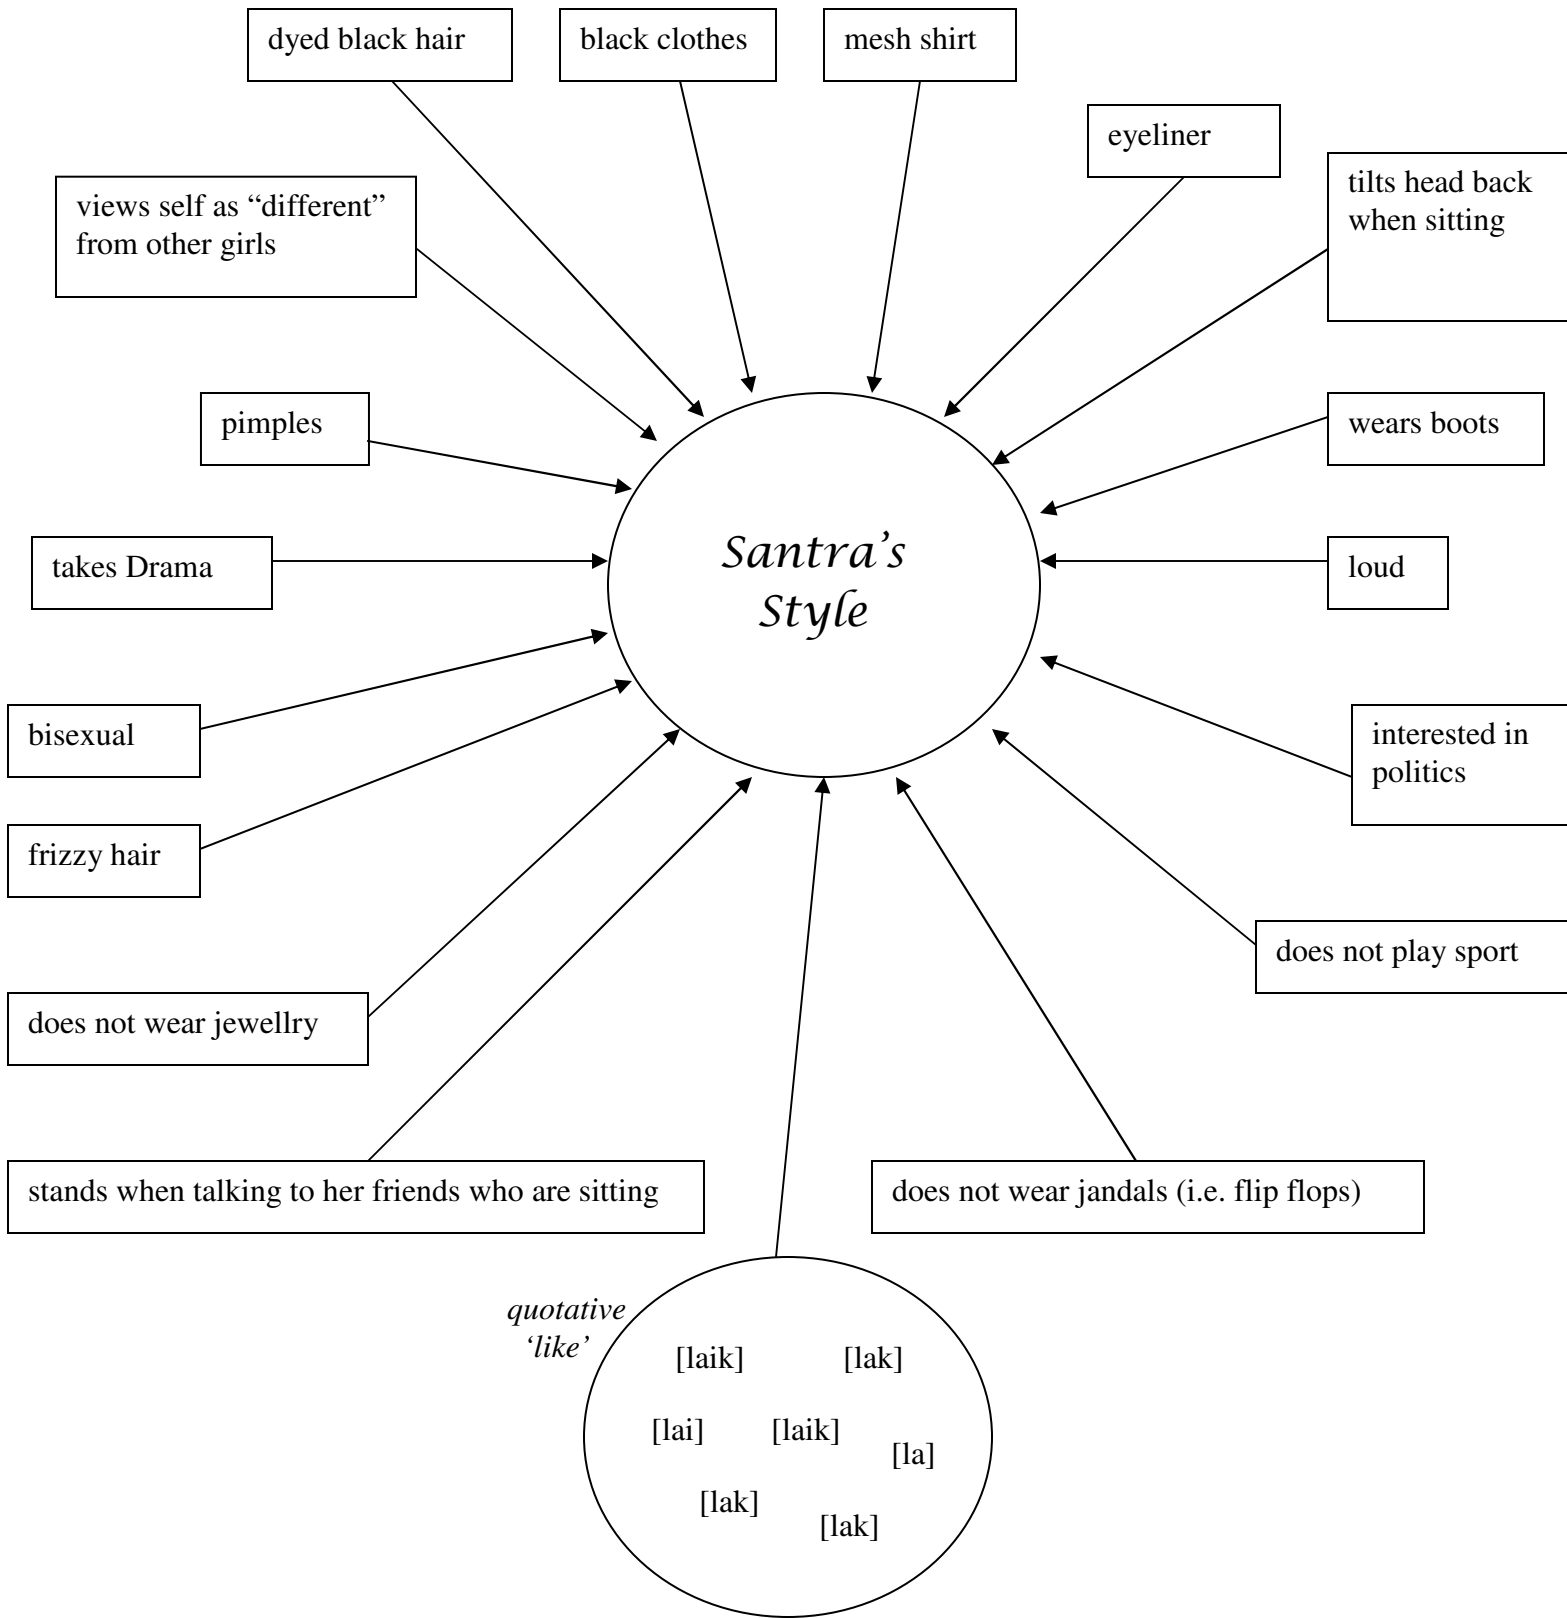 dyed black hair
black clothes
mesh shirt
eyeliner
tilts head back
when sitting
views self as “different”
from other girls
pimples
wears boots
Santra’s
Style
takes Drama
loud
bisexual
interested in
politics
frizzy hair
does not play sport
does not wear jewellry
stands when talking to her friends who are sitting
does not wear jandals (i.e. flip flops)
quotative
‘like’
[laik] [lak]
[lai] [laik]
[la]
[lak]
[lak]